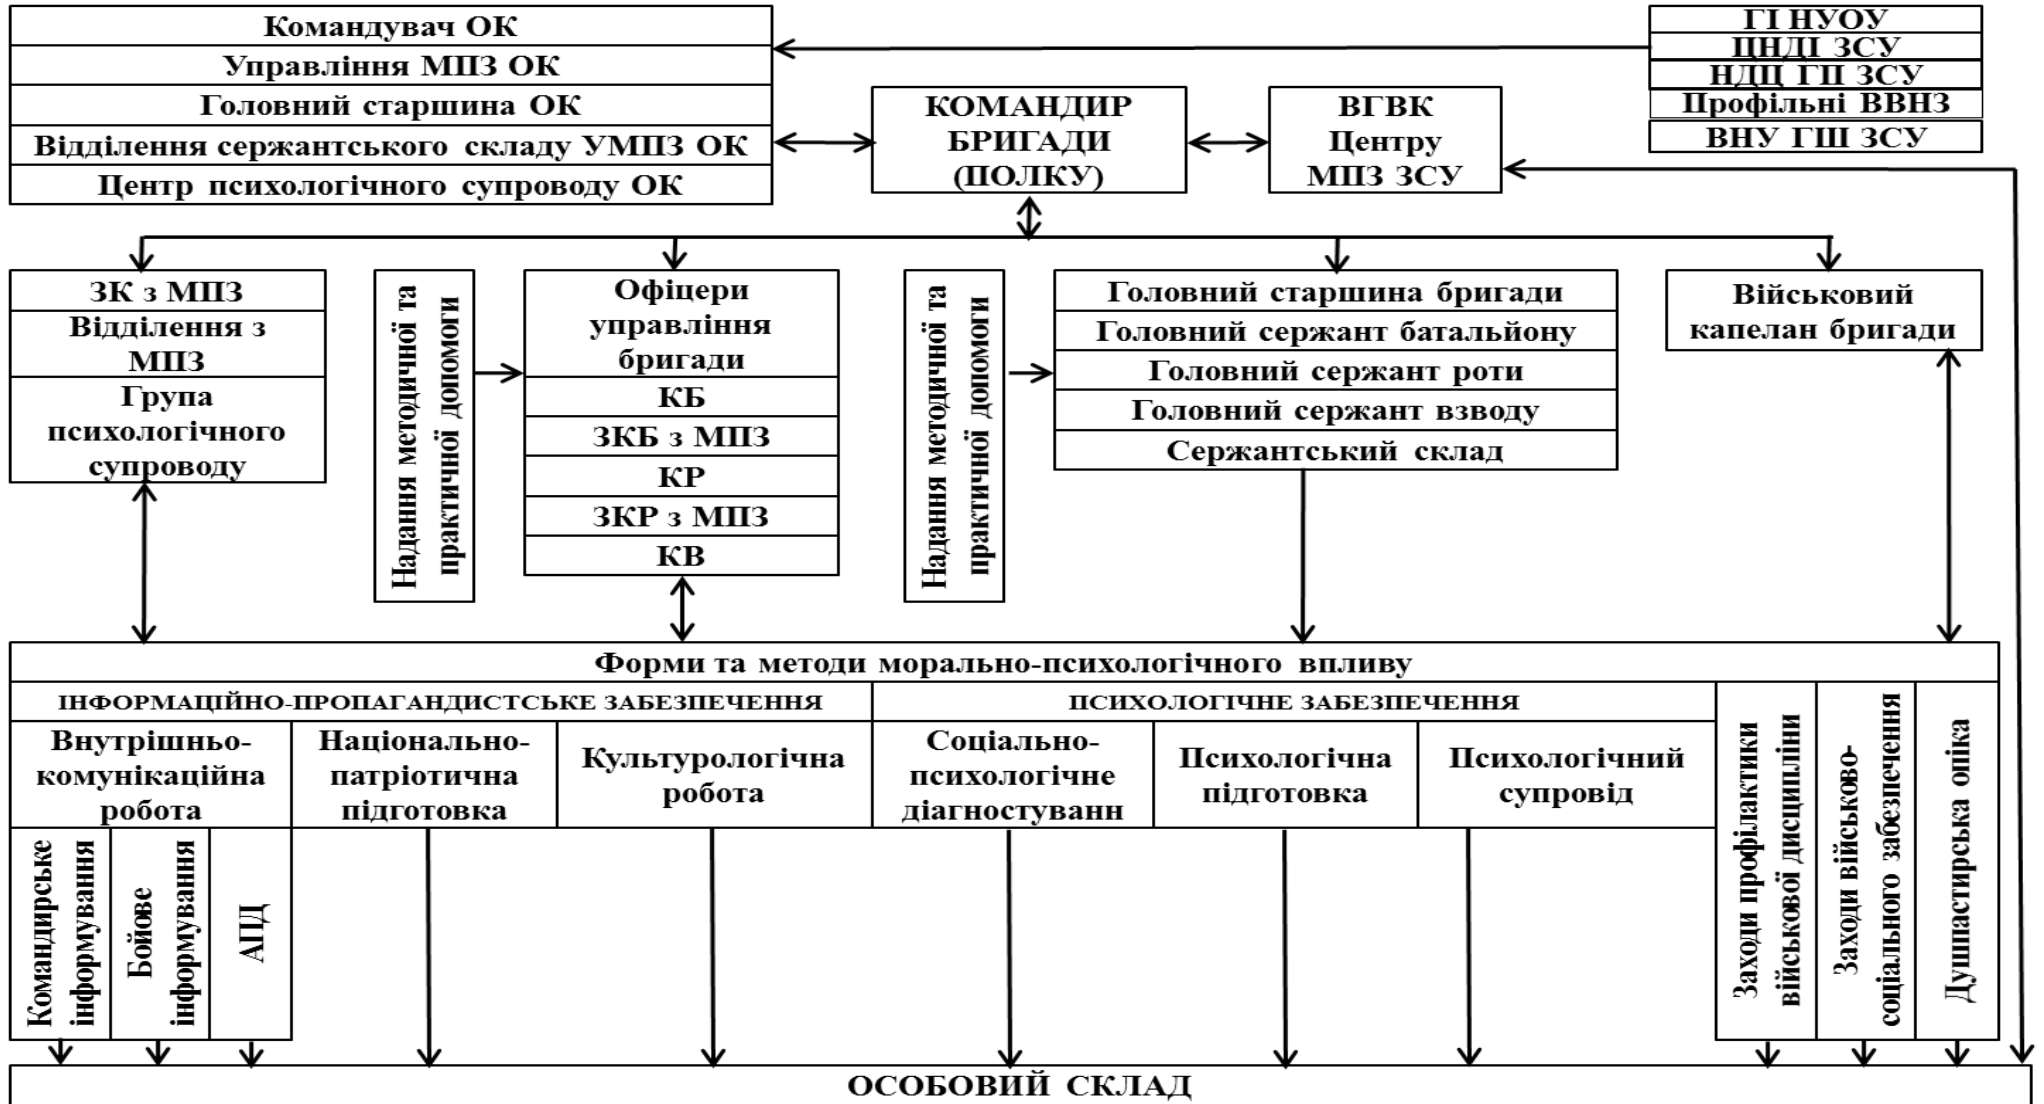 Командувач ОК
Управління МПЗ ОК
Головний старшина ОК
Відділення сержантського складу УМПЗ ОК
Центр психологічного супроводу ОК
КОМАНДИР
БРИГАДИ
(ПОЛКУ)
ВГВК
Центру
МПЗ ЗСУ
ГІ НУОУ
ЦНДІ ЗСУ
НДЦ ГП ЗСУ
Профільні ВВНЗ
ВНУ ГШ ЗСУ
ЗК з МПЗ
Відділення з
МПЗ
Група
психологічного
супроводу
Надання методичної та
практичної допомоги
Офіцери
управління
бригади
КБ
ЗКБ з МПЗ
КР
ЗКР з МПЗ
КВ
Надання методичної та
практичної допомоги
Головний старшина бригади
Головний сержант батальйону
Головний сержант роти
Головний сержант взводу
Сержантський склад
Військовий
капелан бригади
Форми та методи морально-психологічного впливу
ІНФОРМАЦІЙНО-ПРОПАГАНДИСТСЬКЕ ЗАБЕЗПЕЧЕННЯ
ПСИХОЛОГІЧНЕ ЗАБЕЗПЕЧЕННЯ
Внутрішньо-
комунікаційна
робота
Національно-
патріотична
підготовка
Культурологічна
робота
Соціально-
психологічне
діагностуванн
Психологічна
підготовка
Психологічний
супровід
Командирське
інформування
Бойове
інформування
АПД
Заходи профілактики
військової дисципліни
Заходи військово-
соціального забезпечення
Душпастирська опіка
ОСОБОВИЙ СКЛАД